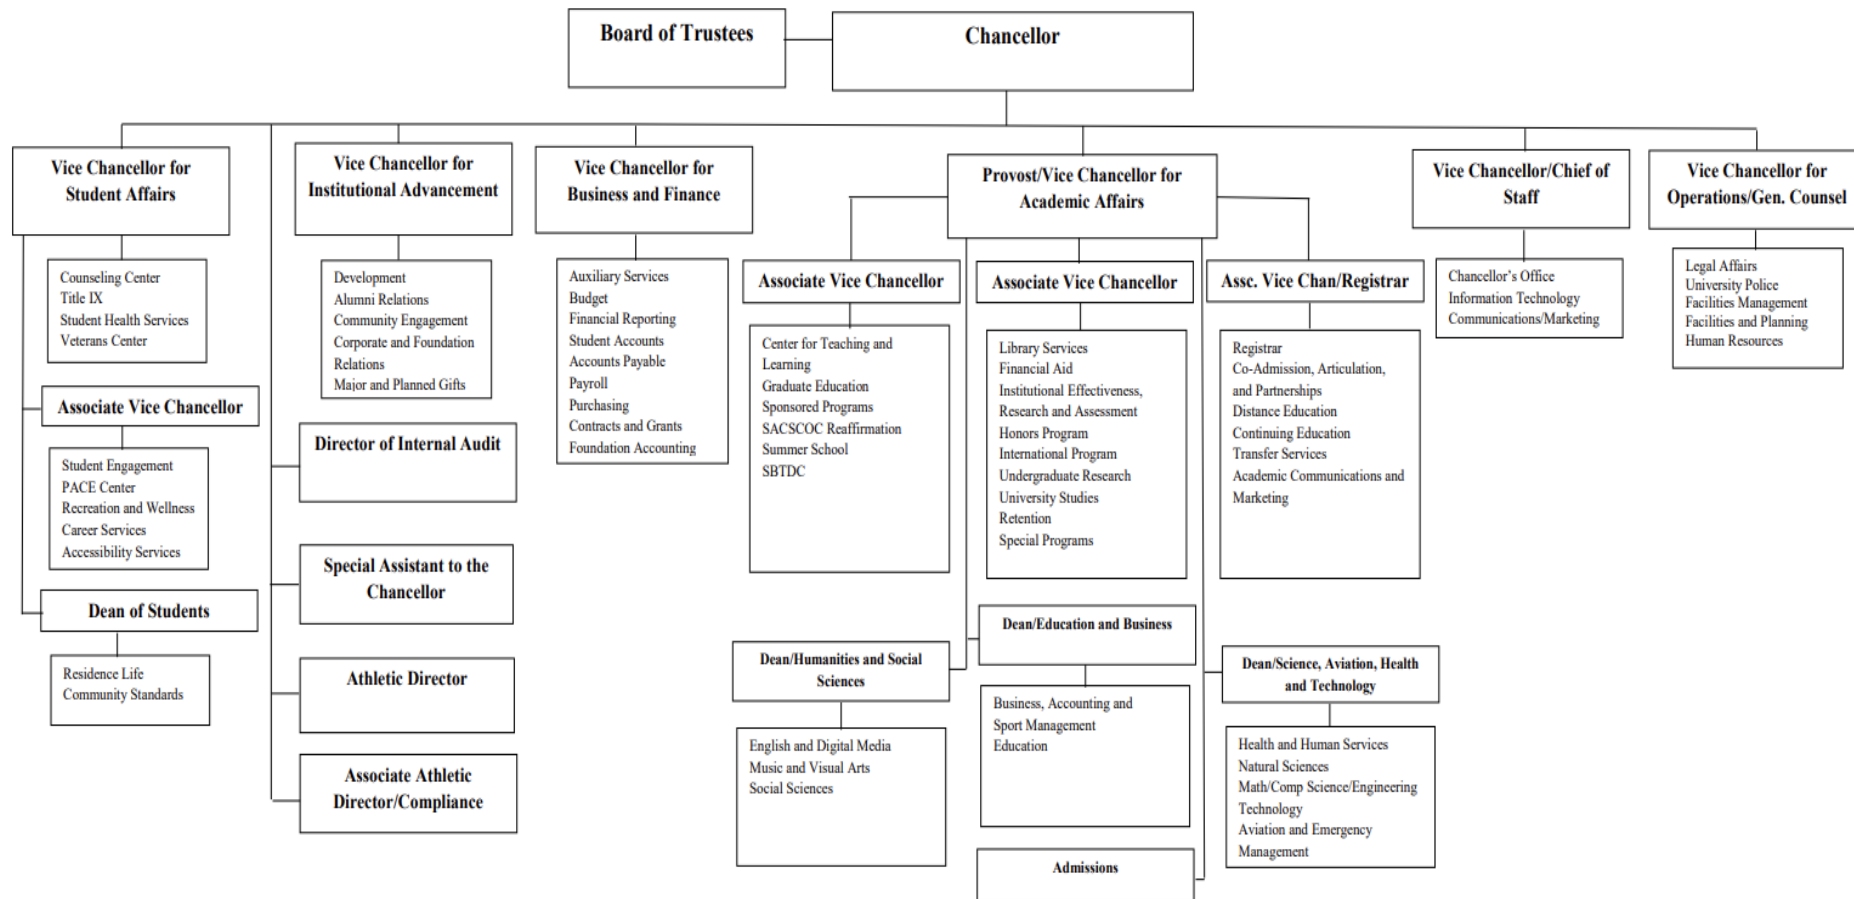 Board of Trustees
Chancellor
Vice Chancellor for
Student Affairs
Counseling Center
Title IX
Student Health Services
Veterans Center
Associate Vice Chancellor
Student Engagement
PACE Center
Recreation and Wellness
Career Services
Accessibility Services
Dean of Students
Residence Life
Community Standards
Vice Chancellor for
Institutional Advancement
Development
Alumni Relations
Community Engagement
Corporate and Foundation
Relations
Major and Planned Gifts
Director of Internal Audit
Special Assistant to the
Chancellor
Athletic Director
Associate Athletic
Director/Compliance
Vice Chancellor for
Business and Finance
Auxiliary Services
Budget
Financial Reporting
Student Accounts
Accounts Payable
Payroll
Purchasing
Contracts and Grants
Foundation Accounting
Provost/Vice Chancellor for
Academic Affairs
Associate Vice Chancellor
Center for Teaching and
Learning
Graduate Education
Sponsored Programs
SACSCOC Reaffirmation
Summer School
SBTDC
Associate Vice Chancellor
Library Services
Financial Aid
Institutional Effectiveness,
Research and Assessment
Honors Program
International Program
Undergraduate Research
University Studies
Retention
Special Programs
Assc. Vice Chan/Registrar
Registrar
Co-Admission, Articulation,
and Partnerships
Distance Education
Continuing Education
Transfer Services
Academic Communications and
Marketing
Dean/Humanities and Social
Sciences
English and Digital Media
Music and Visual Arts
Social Sciences
Dean/Education and Business
Business, Accounting and
Sport Management
Education
Dean/Science, Aviation, Health
and Technology
Health and Human Services
Natural Sciences
Math/Comp Science/Engineering
Technology
Aviation and Emergency
Management
Admissions
Vice Chancellor/Chief of
Staff
Chancellor's Office
Information Technology
Communications/Marketing
Vice Chancellor for
Operations/Gen. Counsel
Legal Affairs
University Police
Facilities Management
Facilities and Planning
Human Resources